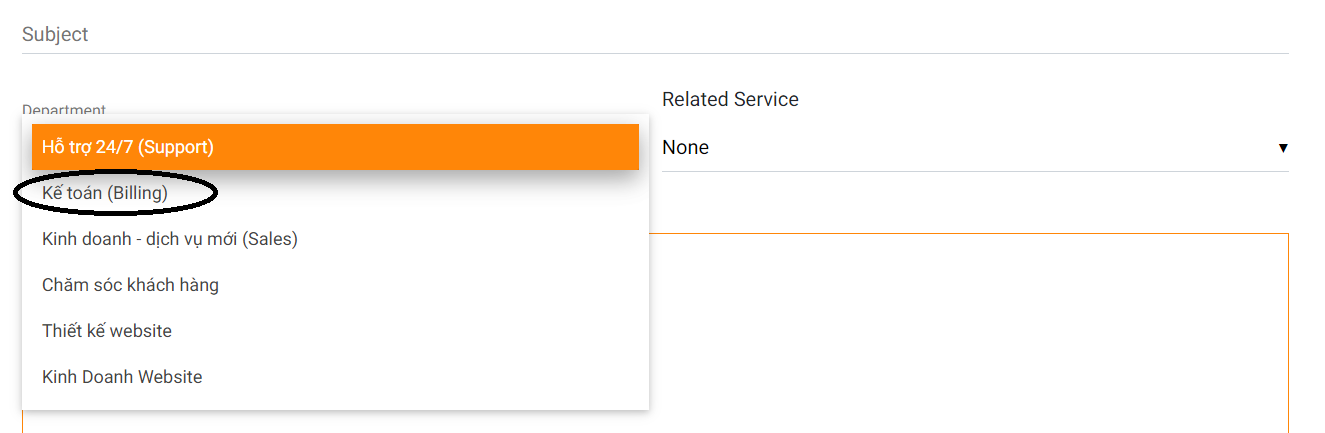 Subject
Department
Related Service
Hỗ trợ 24/7 (Support)
None
Kế toán (Billing)
Kinh doanh - dịch vụ mới (Sales)
Chăm sóc khách hàng
Thiết kế website
Kinh Doanh Website